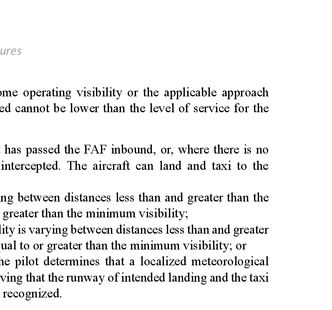 ures
ome operating visibility or the applicable approach
ed cannot be lower than the level of service for the
has passed the FAF inbound, or, where there is no
intercepted. The aircraft can land and taxi to the
ng between distances less than and greater than the
greater than the minimum visibility;
lity is varying between distances less than and greater
ual to or greater than the minimum visibility; or
he pilot determines that a localized meteorological
ving that the runway of intended landing and the taxi
recognized.